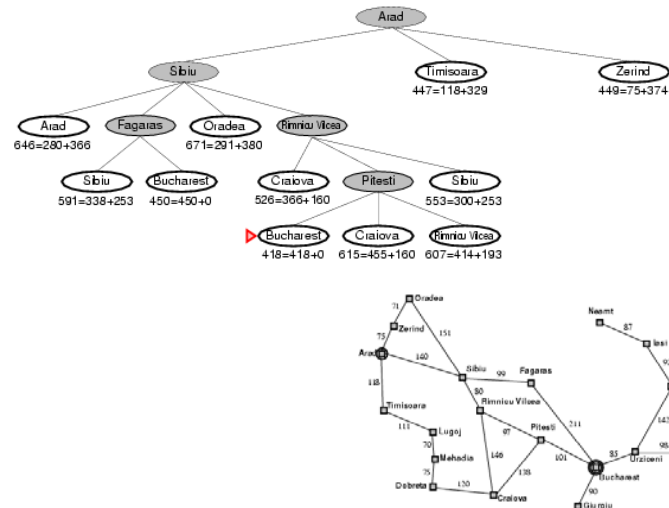 Arad
Sibiu Timisoara Zerind
447=118+329 449=75+374
Arad Fagaras Oradea Rimnicu Vilcea
646=280+366 671=291+380
Sibiu Bucharest Craiova Pitesti Sibiu
591=338+253 450=450+0 526=366+160 553=300+253
Bucharest Craiova Rimnicu Vilcea
418=418+0 615=455+160 607=414+193
Oradea
71
Neamt
Zerind
87
75 151
Iasi
Arad
140
Sibiu Fagaras
99
118
80
Timisoara Rimnicu Vilcea
111 211
Lugoj 97 Pitesti 142
70
146 85 98
Mehadia 101 Urziceni
75 138 Bucharest
Dobreta 120 90
Craiova Giurgiu